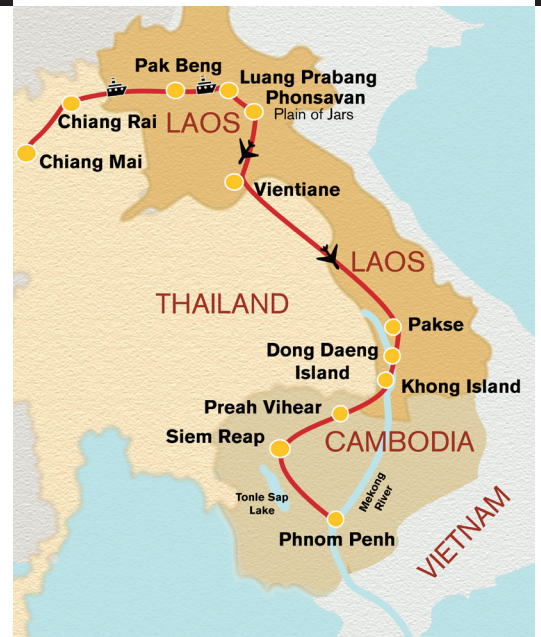 Pak Beng
Luang Prabang
Phonsavan
Plain of Jars
Chiang Rai
LAOS
Chiang Mai
Vientiane
LAOS
THAILAND
Pakse
Dong Daeng
Island
Khong Island
Preah Vihear
Siem Reap
CAMBODIA
Tonle Sap
Lake
Mekong
River
Phnom Penh
VIETNAM